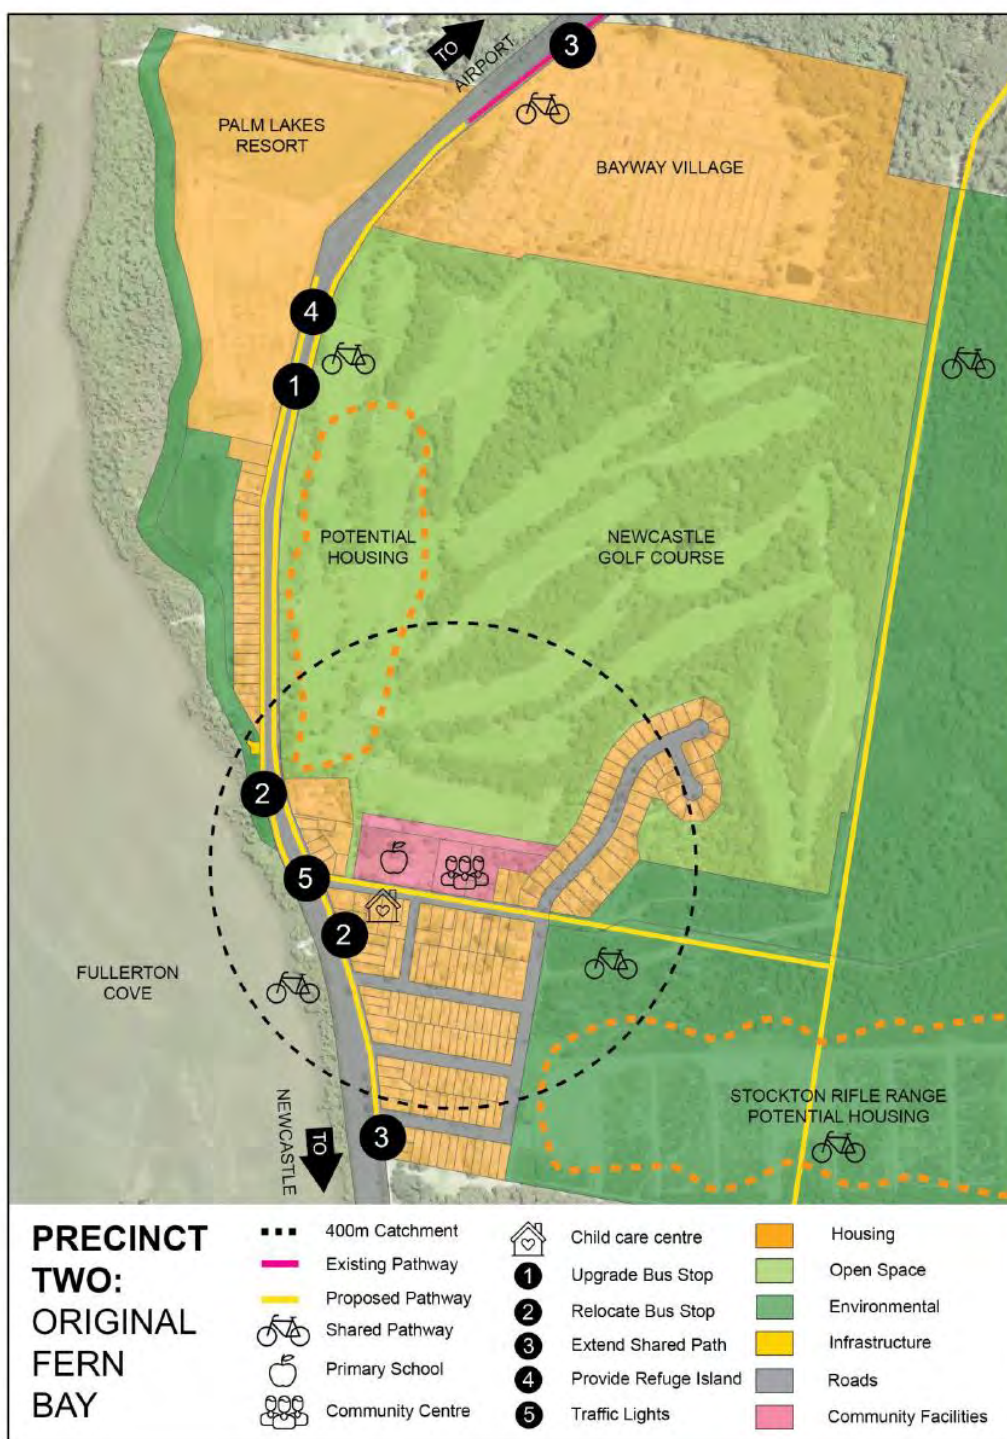 TO
AIRPORT
3
PALM LAKES
RESORT
BAYWAY VILLAGE
4
1
POTENTIAL
HOUSING
NEWCASTLE
GOLF COURSE
2
5
2
FULLERTON
COVE
STOCKTON RIFLE RANGE
POTENTIAL HOUSING
3
TO
NEWCASTLE
PRECINCT
TWO:
ORIGINAL
FERN
BAY
400m Catchment
Existing Pathway
Proposed Pathway
Shared Pathway
Primary School
Community Centre
Child care centre
1 Upgrade Bus Stop
2 Relocate Bus Stop
3 Extend Shared Path
4 Provide Refuge Island
5 Traffic Lights
Housing
Open Space
Environmental
Infrastructure
Roads
Community Facilities